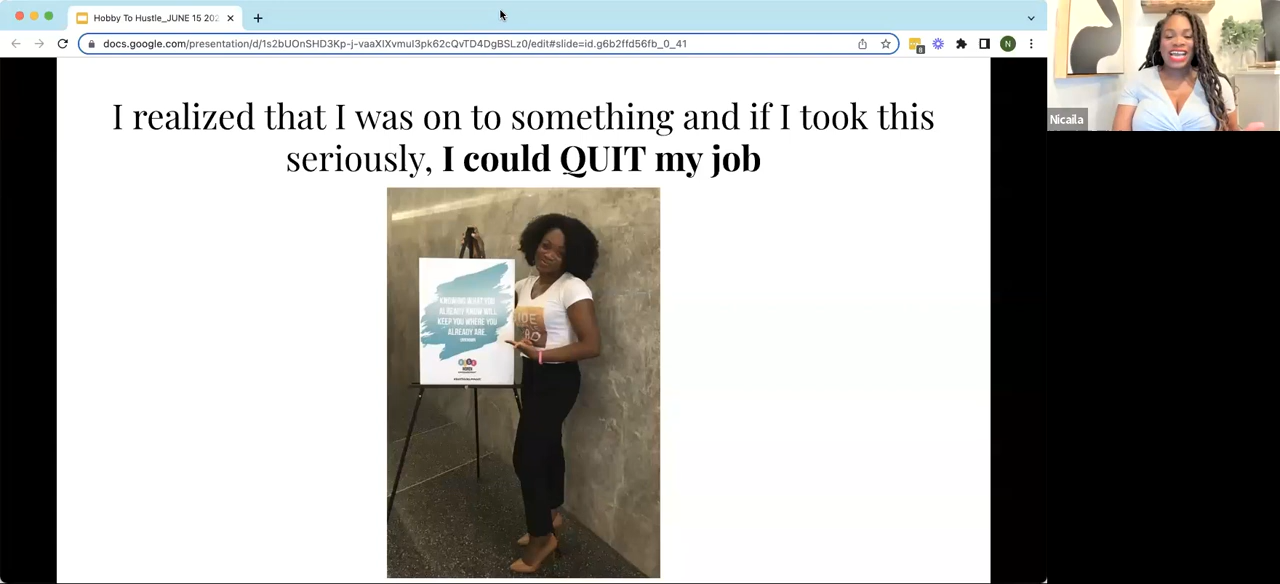 Hobby To Hustle_JUNE 15 202
docs.google.com/presentation/d/1s2bUOnSHD3Kp-j-vaaXIXvmuI3pk62cQvTD4DgBSLz0/edit#slide=id.g6b2ffd56fb_0_41
N
Nicaila
I realized that I was on to something and if I took this
seriously, I could QUIT my job
KNOWING WHAT YOU
ALREADY KNOW WILL
KEEP YOU WHERE YOU
ALREADY ARE.